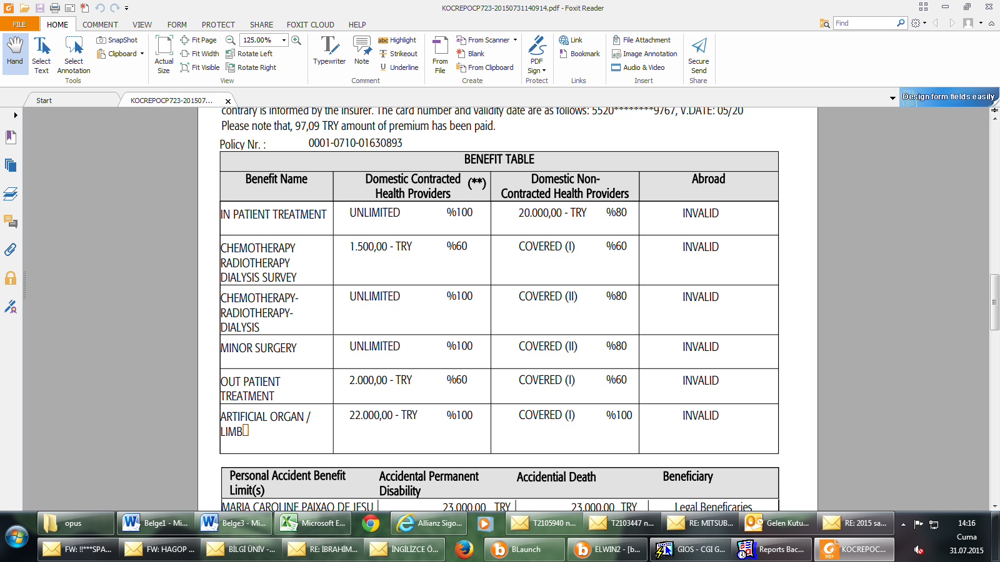 KOCREPOCP723-20150731140914.pdf - Foxit Reader
FILE HOME COMMENT VIEW FORM PROTECT SHARE FOXIT CLOUD HELP
Find
Hand
Select Text
Select Annotation
SnapShot
Clipboard
Tools
Actual Size
Fit Page
Fit Width
Fit Visible
125.00%
Rotate Left
Rotate Right
View
Typewriter
Note
Highlight
Strikeout
Underline
Comment
From File
From Scanner
Blank
From Clipboard
Create
PDF Sign
Protect
Link
Bookmark
Links
File Attachment
Image Annotation
Audio & Video
Insert
Secure Send
Share
Start
KOCREPOCP723-201507...
Design form fields easily
contrary is informed by the insurer. The card number and validity date are as follows: 5520********9767, V.DATE: 05/20
Please note that, 97,09 TRY amount of premium has been paid.
Policy Nr. : 0001-0710-01630893
BENEFIT TABLE
Benefit Name
Domestic Contracted Health Providers (**)
Domestic Non-Contracted Health Providers
Abroad
IN PATIENT TREATMENT UNLIMITED %100 20.000,00 - TRY %80 INVALID
CHEMOTHERAPY RADIOTHERAPY DIALYSIS SURVEY 1.500,00 - TRY %60 COVERED (I) %60 INVALID
CHEMOTHERAPY-RADIOTHERAPY-DIALYSIS UNLIMITED %100 COVERED (II) %80 INVALID
MINOR SURGERY UNLIMITED %100 COVERED (II) %80 INVALID
OUT PATIENT TREATMENT 2.000,00 - TRY %60 COVERED (I) %60 INVALID
ARTIFICIAL ORGAN / LIMB 22.000,00 - TRY %100 COVERED (I) %100 INVALID
Personal Accident Benefit Limit(s)
Accidental Permanent Disability
Accidential Death
Beneficiary
MARIA CAROLINE PAIXAO DE JESU 23.000,00 TRY 23.000,00 TRY Legal Beneficaries
opus
Belge1 - Mi...
Belge3 - Mi...
Microsoft E...
Allianz Sigo...
T2105940 n...
T2103447 n...
RE: MITSUB...
Gelen Kutu...
RE: 2015 sa...
14:16
FW: !!***SPA...
FW: HAGOP ...
BİLGİ ÜNİV -...
RE: İBRAHİM...
İNGİLİZCE Ö...
BLaunch
ELWIN2 - [b...
GIOS - CGI G...
Reports Bac...
KOCREPOC...
Cuma
31.07.2015